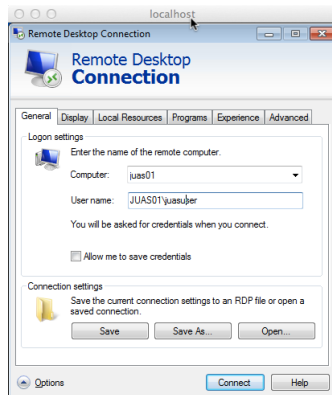 localhost
Remote Desktop Connection
Remote Desktop
Connection
General Display Local Resources Programs Experience Advanced
Logon settings
Enter the name of the remote computer.
Computer: juas01
User name: JUAS01\juasuser
You will be asked for credentials when you connect.
Allow me to save credentials
Connection settings
Save the current connection settings to an RDP file or open a
saved connection.
Save Save As... Open...
Options Connect Help